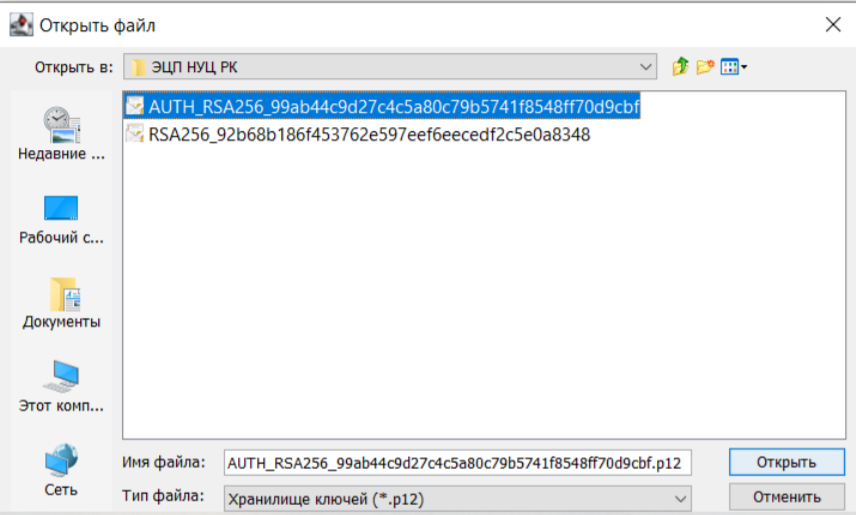 Открыть файл
Открыть в:
ЭЦП НУЦ РК
AUTH_RSA256_99ab44c9d27c4c5a80c79b5741f8548ff70d9cbf
RSA256_92b68b186f453762e597eef6eecedf2c5e0a8348
Недавние ...
Рабочий с...
Документы
Этот комп...
Сеть
Имя файла:
AUTH_RSA256_99ab44c9d27c4c5a80c79b5741f8548ff70d9cbf.p12
Открыть
Тип файла:
Хранилище ключей (*.p12)
Отменить